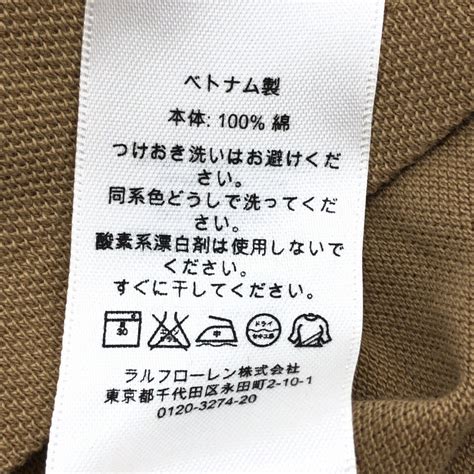 ベトナム製
本体: 100% 綿
つけおき洗いはお避けくだ
さい。
同系色どうしで洗ってくだ
さい。
酸素系漂白剤は使用しないで
ください。
すぐに干してください。
30 ドライ
ラルフローレン株式会社
東京都千代田区永田町2-10-1
0120-3274-20